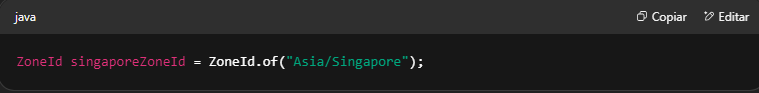 java
Copiar
Editar
ZoneId singaporeZoneId = ZoneId.of("Asia/Singapore");